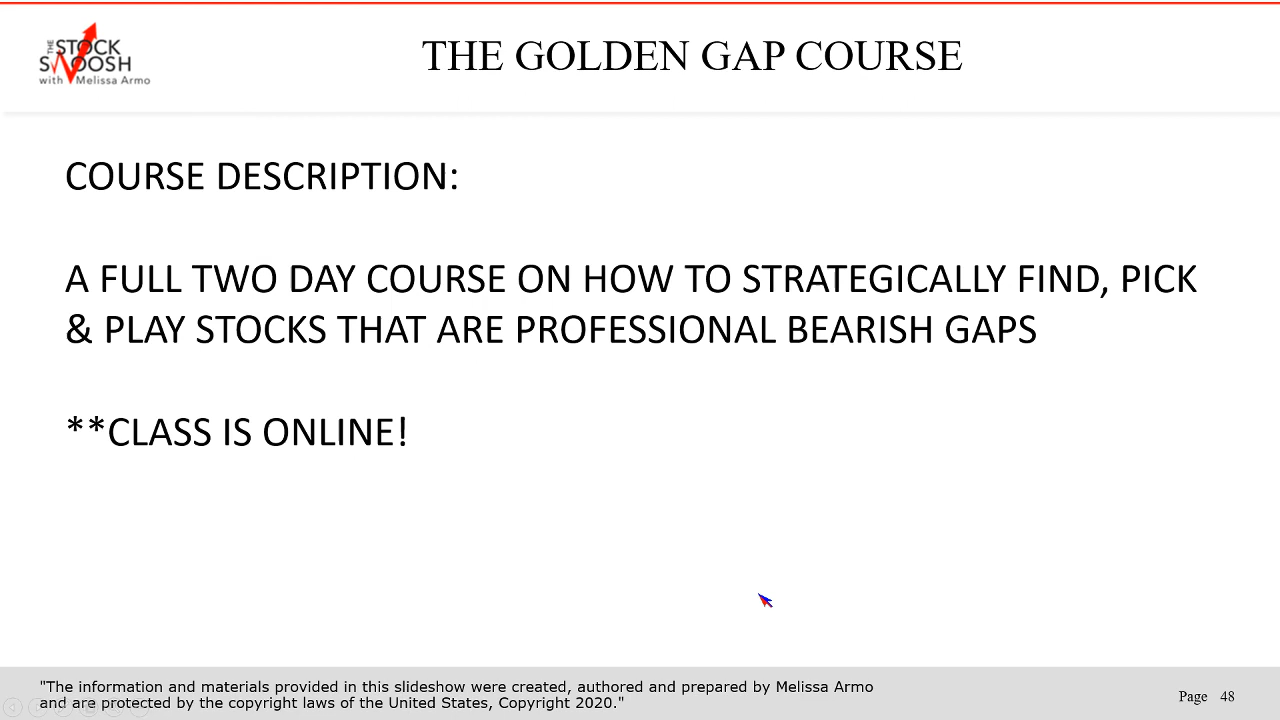 THE
STOCK
SWOOSH
with Melissa Armo
THE GOLDEN GAP COURSE
COURSE DESCRIPTION:
A FULL TWO DAY COURSE ON HOW TO STRATEGICALLY FIND, PICK
& PLAY STOCKS THAT ARE PROFESSIONAL BEARISH GAPS
**CLASS IS ONLINE!
"The information and materials provided in this slideshow were created, authored and prepared by Melissa Armo
and are protected by the copyright laws of the United States, Copyright 2020."
Page 48